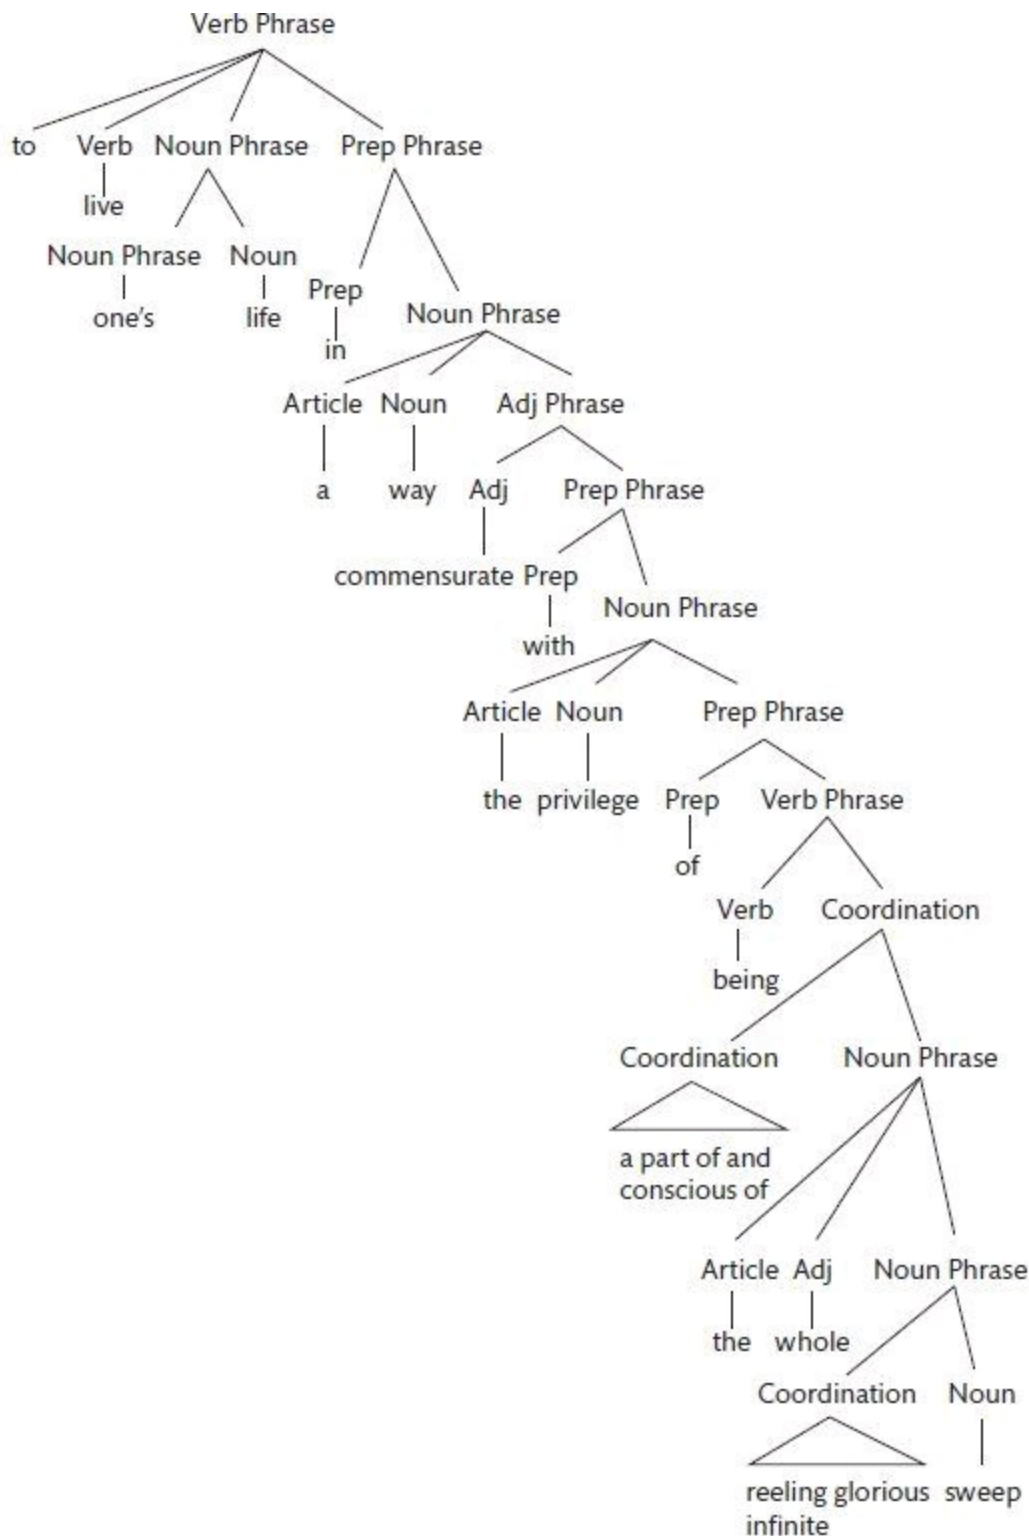 Verb Phrase
to Verb Noun Phrase Prep Phrase
live
Noun Phrase Noun
Prep
one's life Noun Phrase
in
Article Noun Adj Phrase
a way Adj Prep Phrase
commensurate Prep
Noun Phrase
with
Article Noun Prep Phrase
the privilege Prep Verb Phrase
of
Verb Coordination
being
Coordination Noun Phrase
a part of and
conscious of
Article Adj Noun Phrase
the whole
Coordination Noun
reeling glorious sweep
infinite